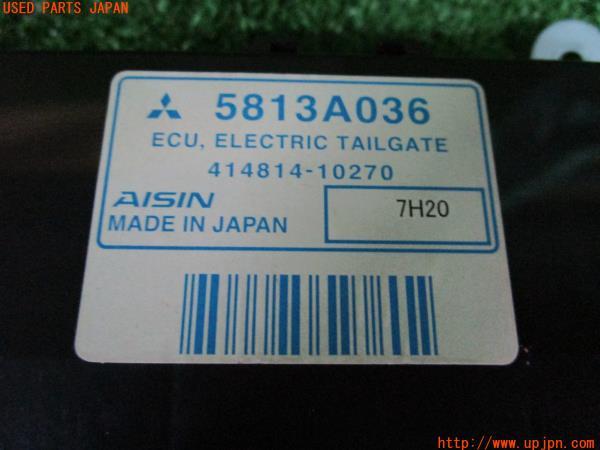 USED PARTS JAPAN
5813A036
ECU, ELECTRIC TAILGATE
414814-10270
AISIN
MADE IN JAPAN
7H20
http://www.upjpn.com